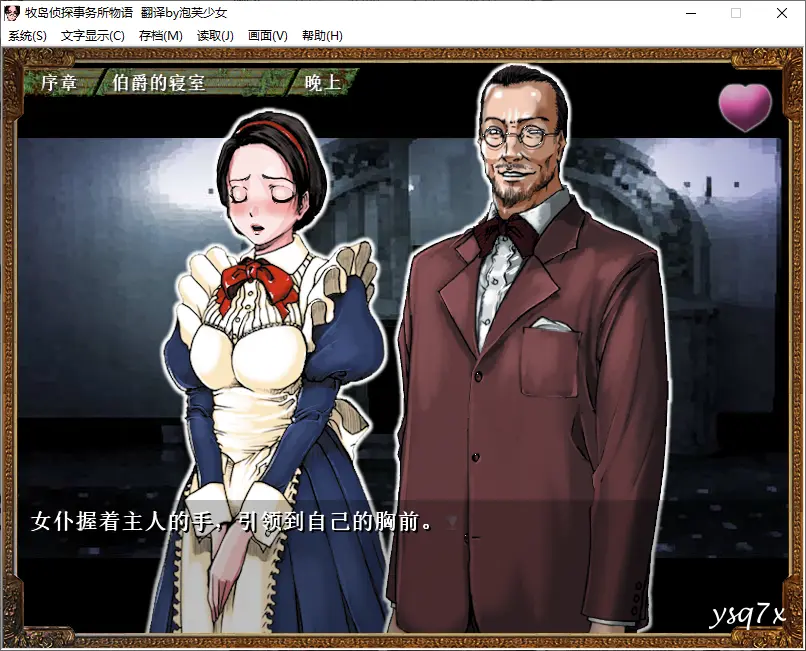 牧岛侦探事务所物语 翻译by泡芙少女
系统(S) 文字显示(C) 存档(M) 读取(J) 画面(V) 帮助(H)
序章 伯爵的寝室 晚上
女仆握着主人的手，引领到自己的胸前。
ysq7x